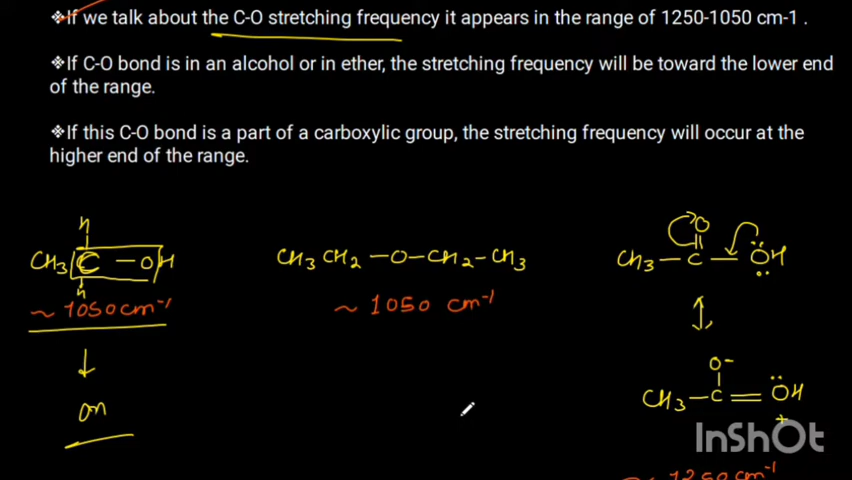 ❖If we talk about the C-O stretching frequency it appears in the range of 1250-1050 cm-1 .
❖If C-O bond is in an alcohol or in ether, the stretching frequency will be toward the lower end
of the range.
❖If this C-O bond is a part of a carboxylic group, the stretching frequency will occur at the
higher end of the range.
H
CH3 C — OH
H
~ 1050 cm⁻¹
CH3 CH2 — O — CH2 — CH3
~ 1050 cm⁻¹
O
CH3 — C — OH
O-
CH3 — C = OH
+
~ 1250 cm⁻¹
InShOt